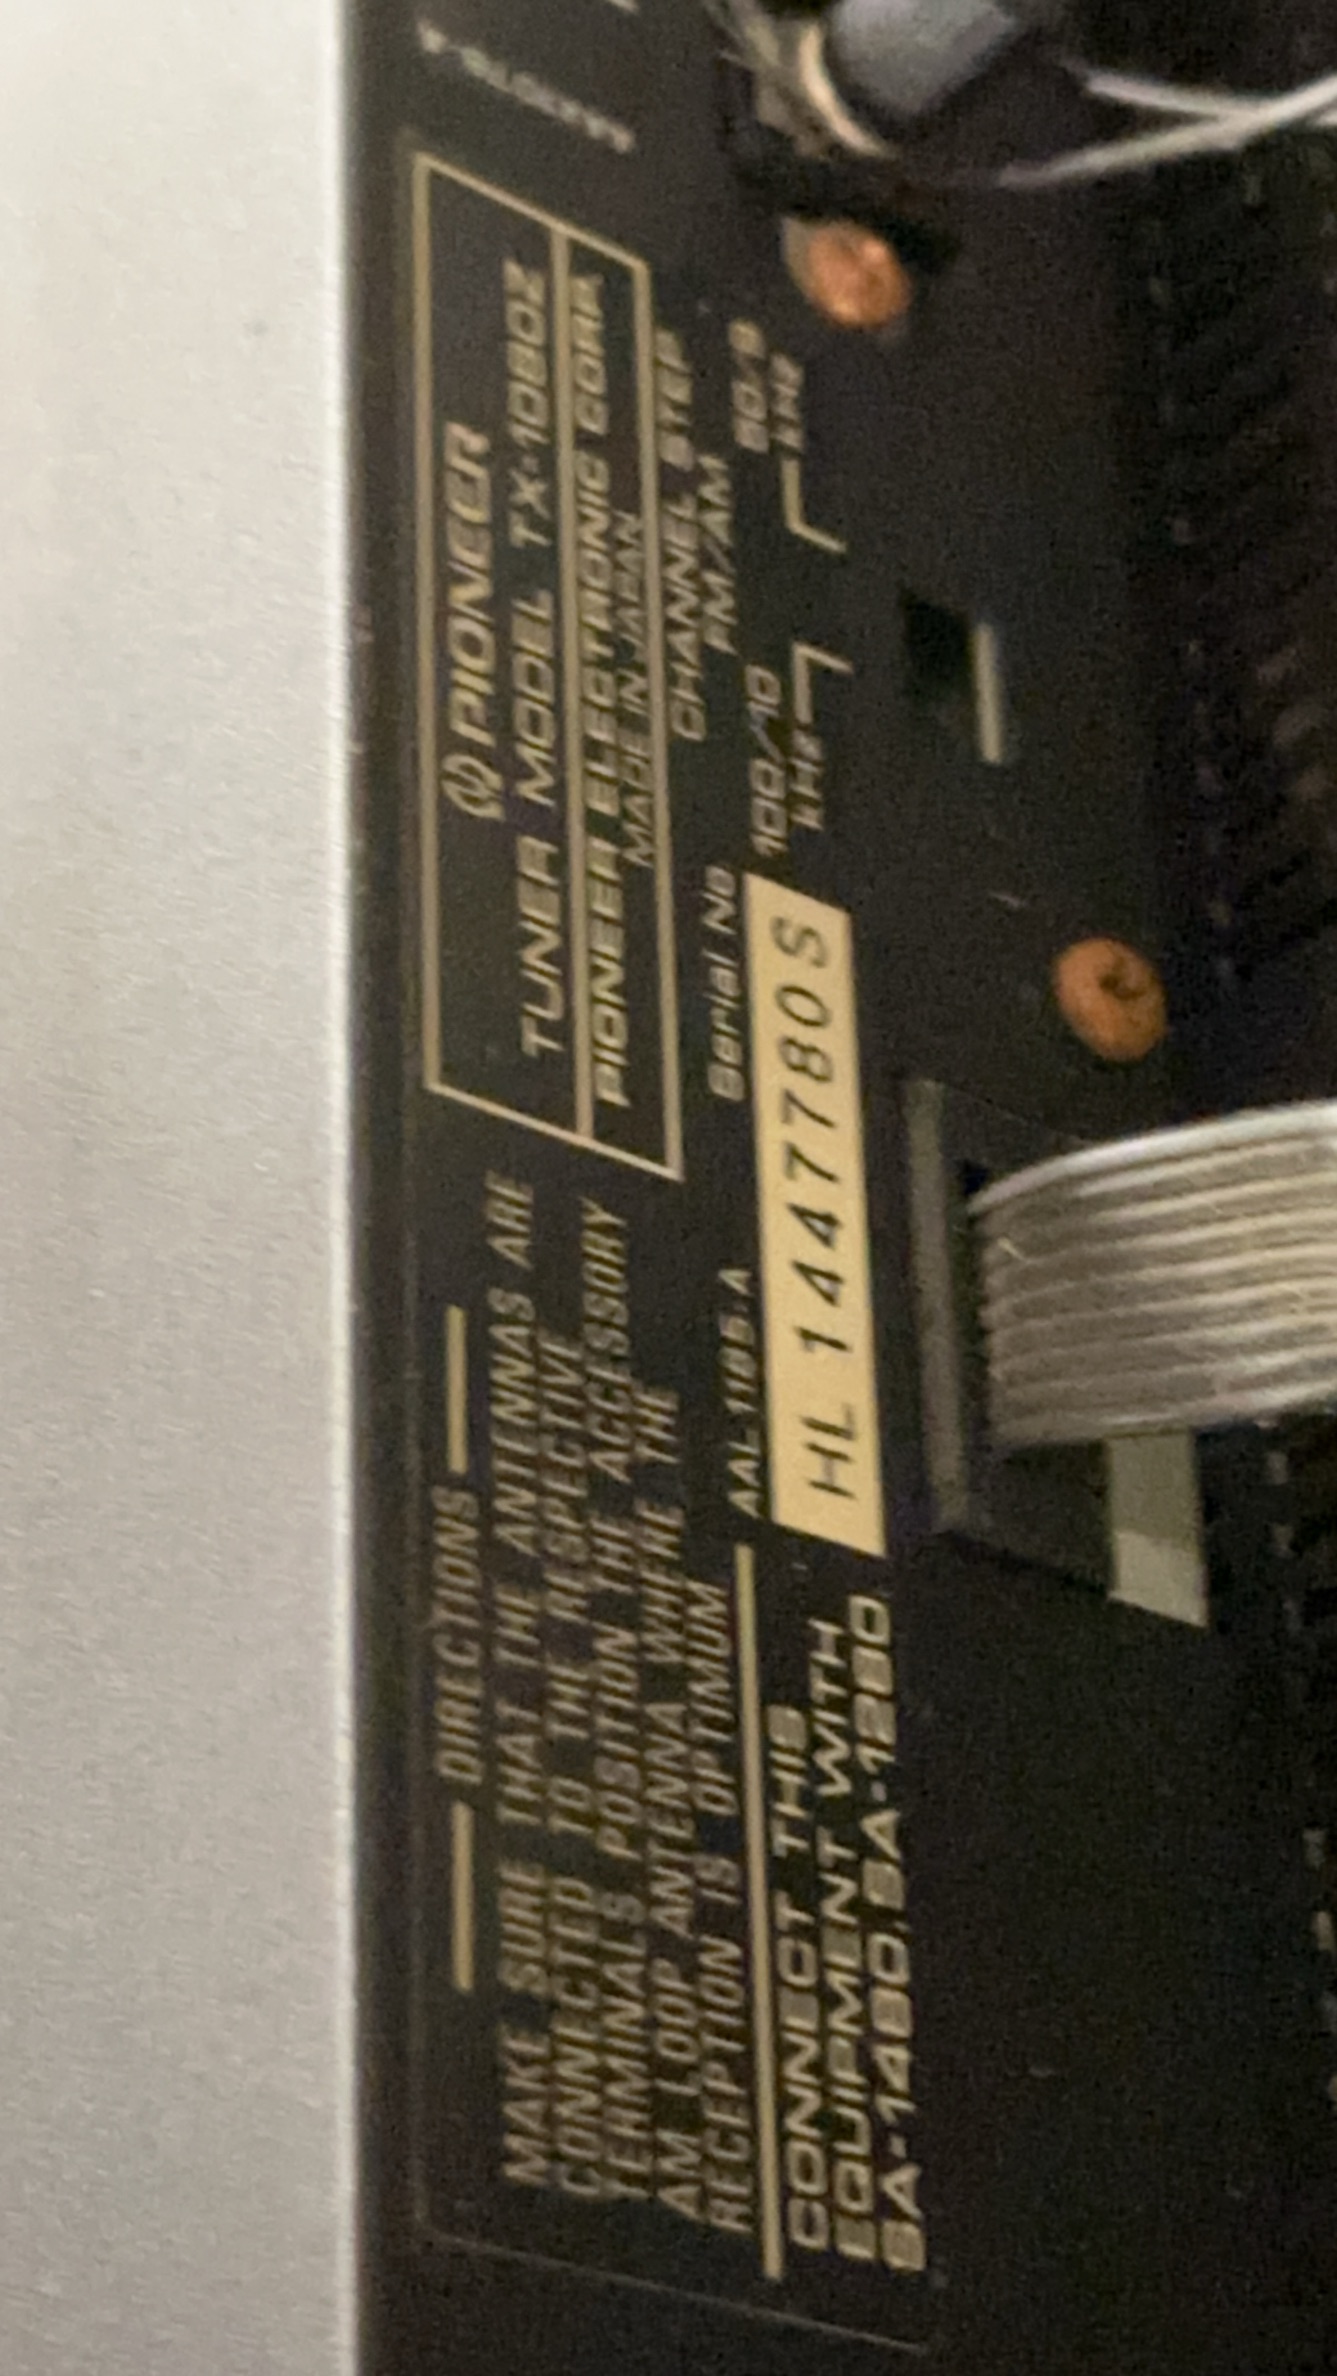 DIRECTIONS
MAKE SURE THAT THE ANTENNAS ARE
CONNECTED TO THE RESPECTIVE
TERMINALS POSITION THE ACCESSORY
AM LOOP ANTENNA WHERE THE
RECEPTION IS OPTIMUM
CONNECT THIS
EQUIPMENT WITH
SA-1480, SA-1280
PIONEER
TUNER MODEL TX-1080Z
PIONEER ELECTRONIC CORP
MADE IN JAPAN
AAL-1185-A
Serial No
HL 1447780 S
CHANNEL STEP
FM/AM
100/10
kHz
50/9
kHz